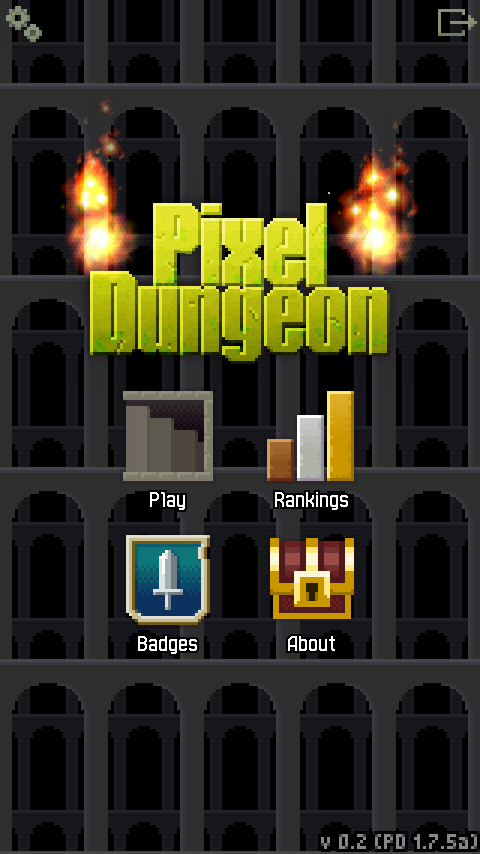 Pixel
Dungeon
Play
Rankings
Badges
About
v 0.2 (PD 1.7.5a)